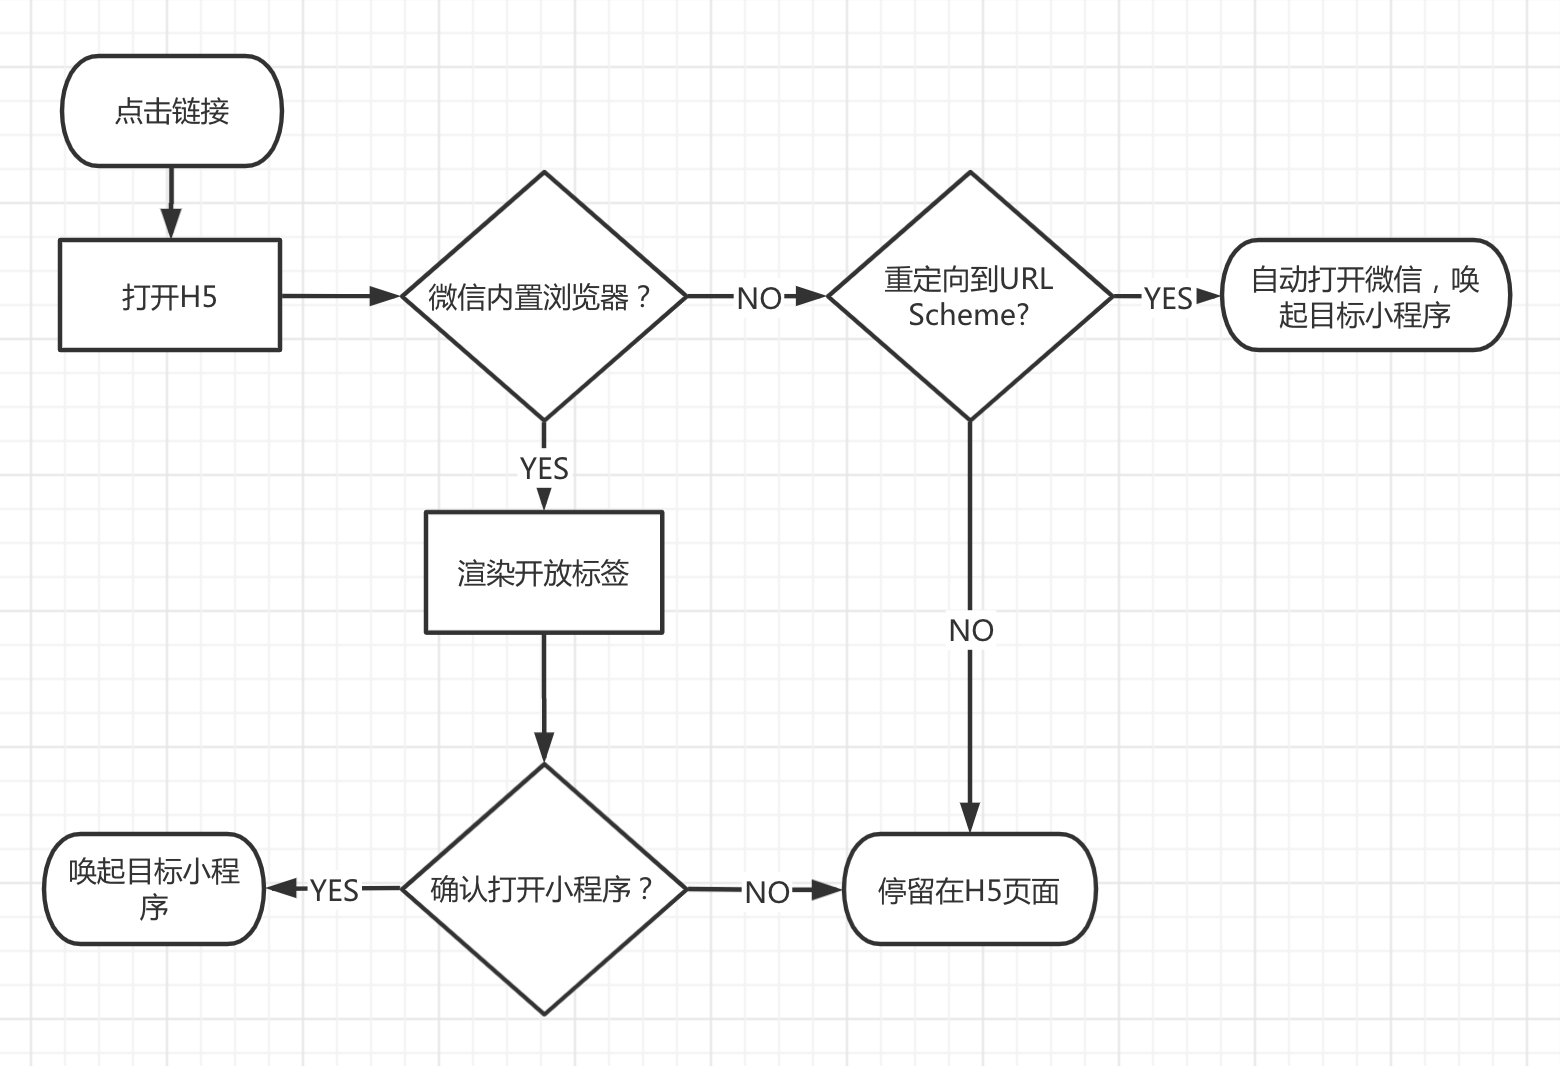 点击链接
打开H5
微信内置浏览器？
NO
重定向到URL
Scheme?
YES
自动打开微信，唤
起目标小程序
YES
渲染开放标签
NO
唤起目标小程
序
YES
确认打开小程序？
NO
停留在H5页面